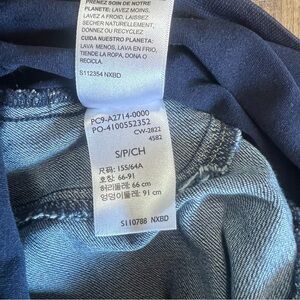 PRENEZ SOIN DE NOTRE
PLANÈTE: LAVEZ MOINS,
LAVEZ A FROID, LAISSEZ
SÉCHER NATURELLEMENT,
DONNEZ OU RECYCLEZ
CUIDA NUESTRO PLANETA:
LAVA MENOS, LAVA EN FRÍO,
TIENDE LA ROPA, DONA O
RECICLA.
S112354 NXBD
PC9-A2714-0000
PO-4100552352
CW-2822
4582
S/P/CH
尺码: 155/64A
호칭: 66-91
허리둘레: 66 cm
엉덩이둘레: 91 cm
S110788 NXBD